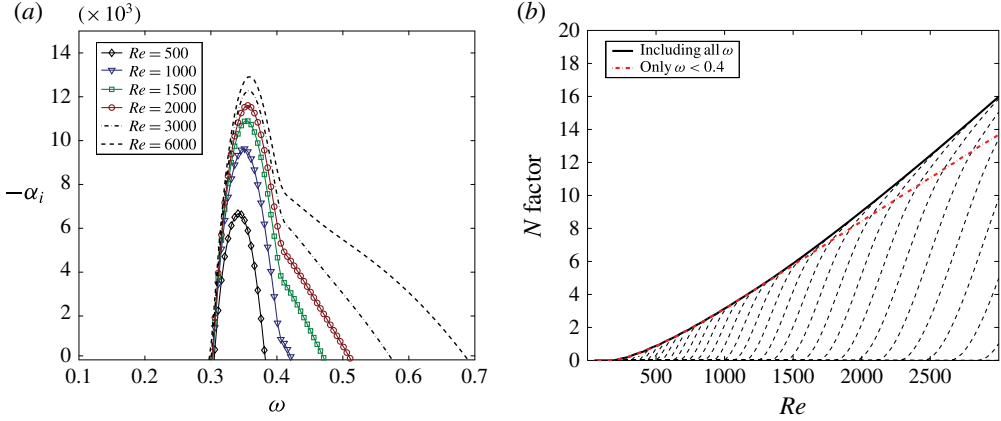 (a)
(× 10³)
14
12
10
8
6
4
2
0
−αᵢ
Re = 500
Re = 1000
Re = 1500
Re = 2000
Re = 3000
Re = 6000
0.1 0.2 0.3 0.4 0.5 0.6 0.7
ω
(b)
20
18
16
14
12
10
8
6
4
2
0
N factor
Including all ω
Only ω < 0.4
500 1000 1500 2000 2500
Re